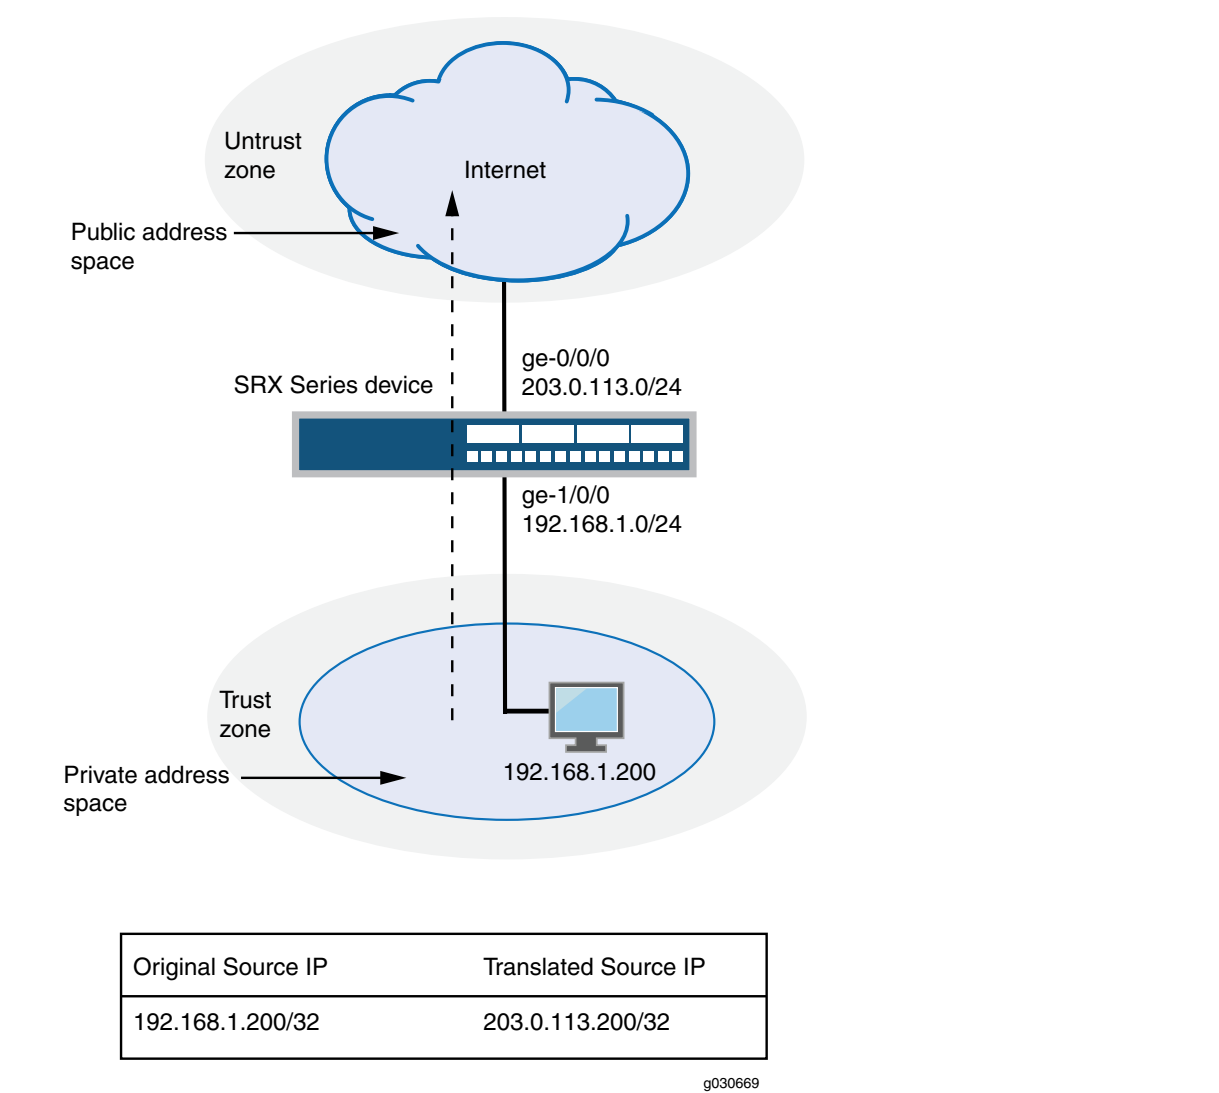 Untrust
zone
Internet
Public address
space
ge-0/0/0
203.0.113.0/24
SRX Series device
ge-1/0/0
192.168.1.0/24
Trust
zone
192.168.1.200
Private address
space
Original Source IP Translated Source IP
192.168.1.200/32 203.0.113.200/32
g030669